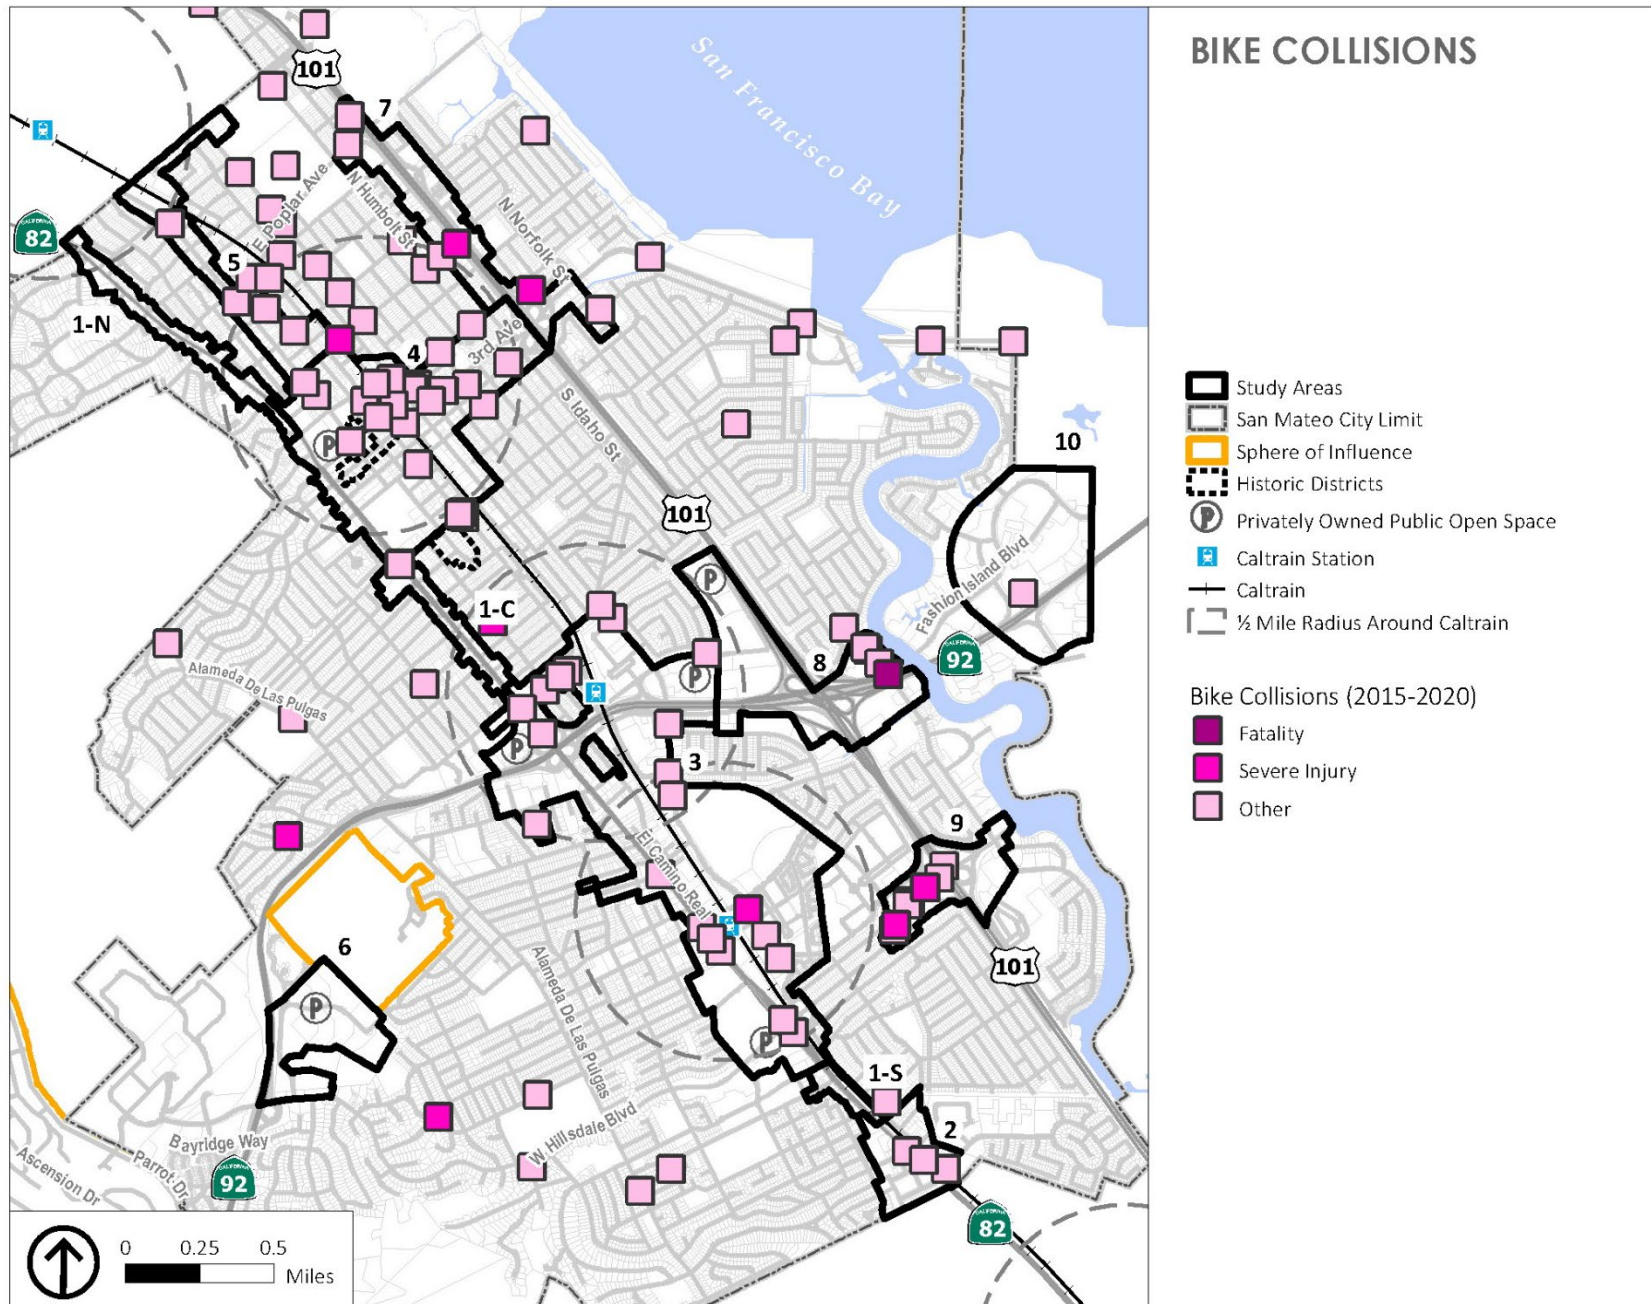 BIKE COLLISIONS
101
7
San Francisco Bay
82
E Poplar Ave
N Humbolt St
N Norfolk St
5
1-N
4
3rd Ave
S Idaho St
P
10
101
P
Fashion Island Blvd
1-C
92
8
Alameda De Las Pulgas
P
P
3
9
El Camino Real
6
P
101
Alameda De Las Pulgas
P
1-S
2
W Hillsdale Blvd
Bayridge Way
Parrot Dr
Ascension Dr
92
82
Study Areas
San Mateo City Limit
Sphere of Influence
Historic Districts
P Privately Owned Public Open Space
Caltrain Station
Caltrain
½ Mile Radius Around Caltrain
Bike Collisions (2015-2020)
Fatality
Severe Injury
Other
0 0.25 0.5
Miles